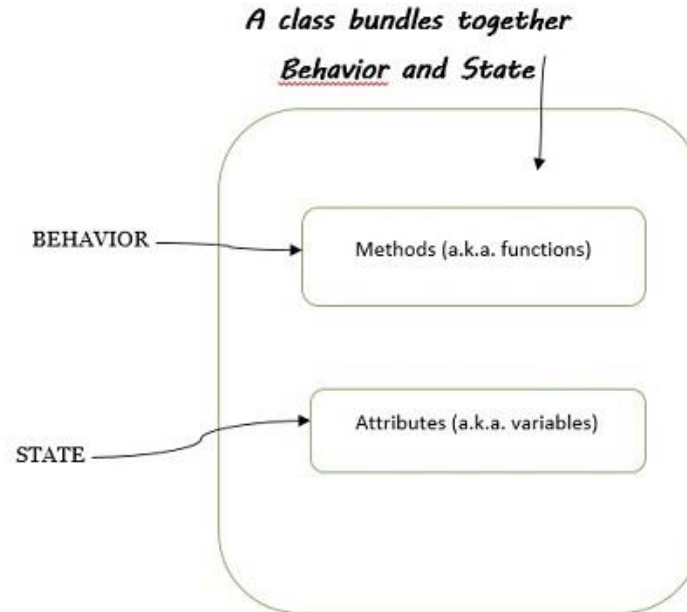 A class bundles together
Behavior and State
BEHAVIOR
Methods (a.k.a. functions)
Attributes (a.k.a. variables)
STATE